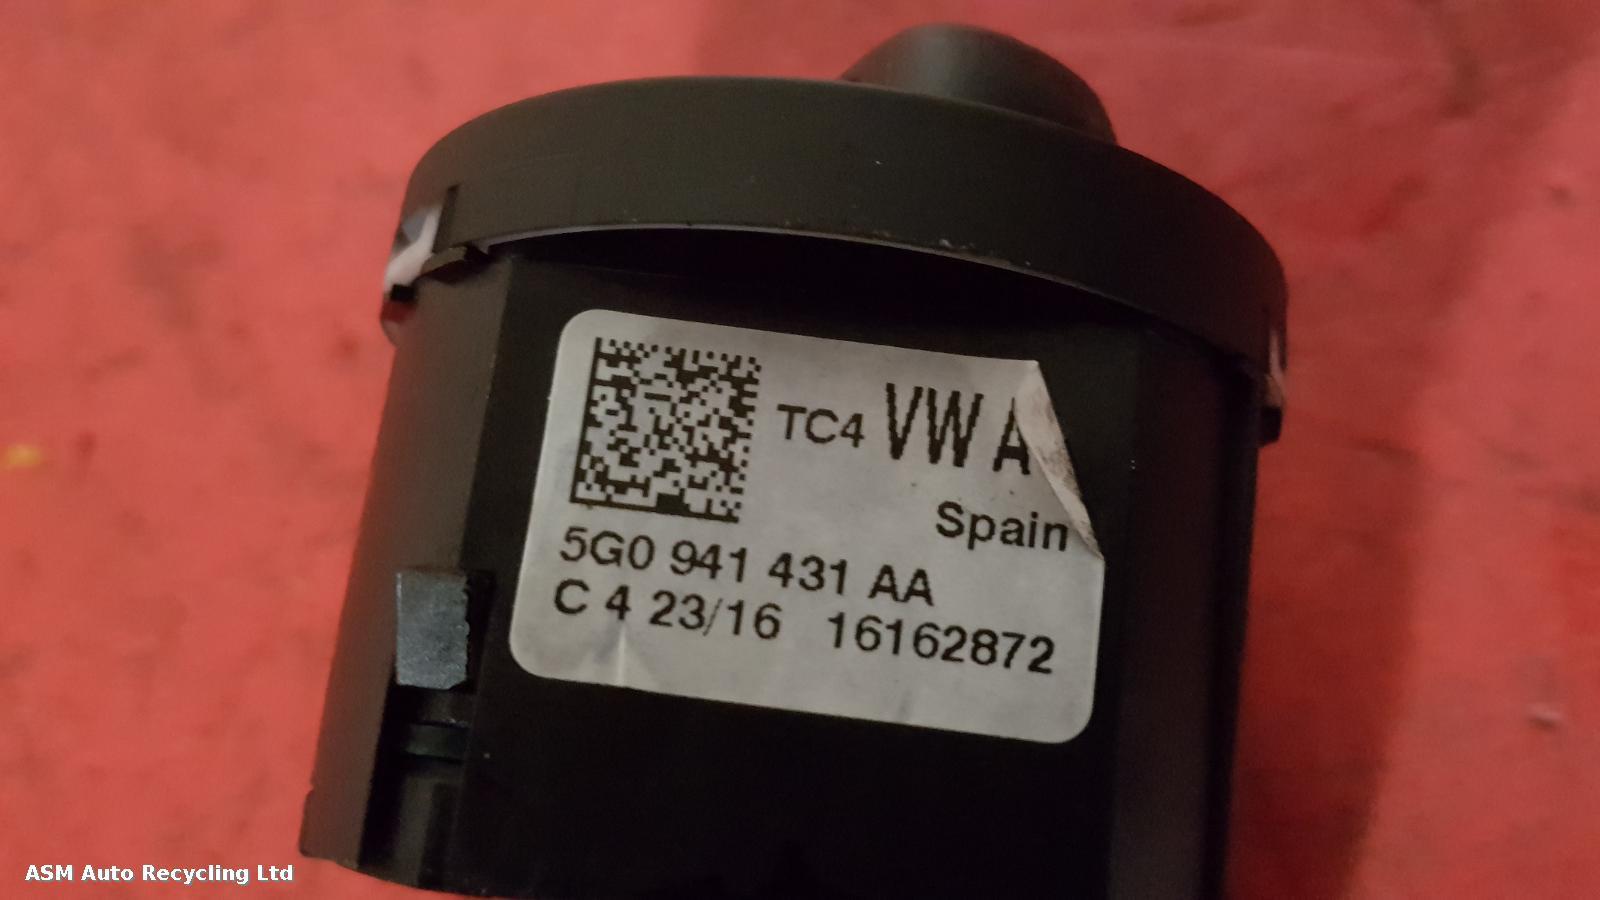 TC4 VW A
Spain
5G0 941 431 AA
C 4 23/16 16162872
ASM Auto Recycling Ltd